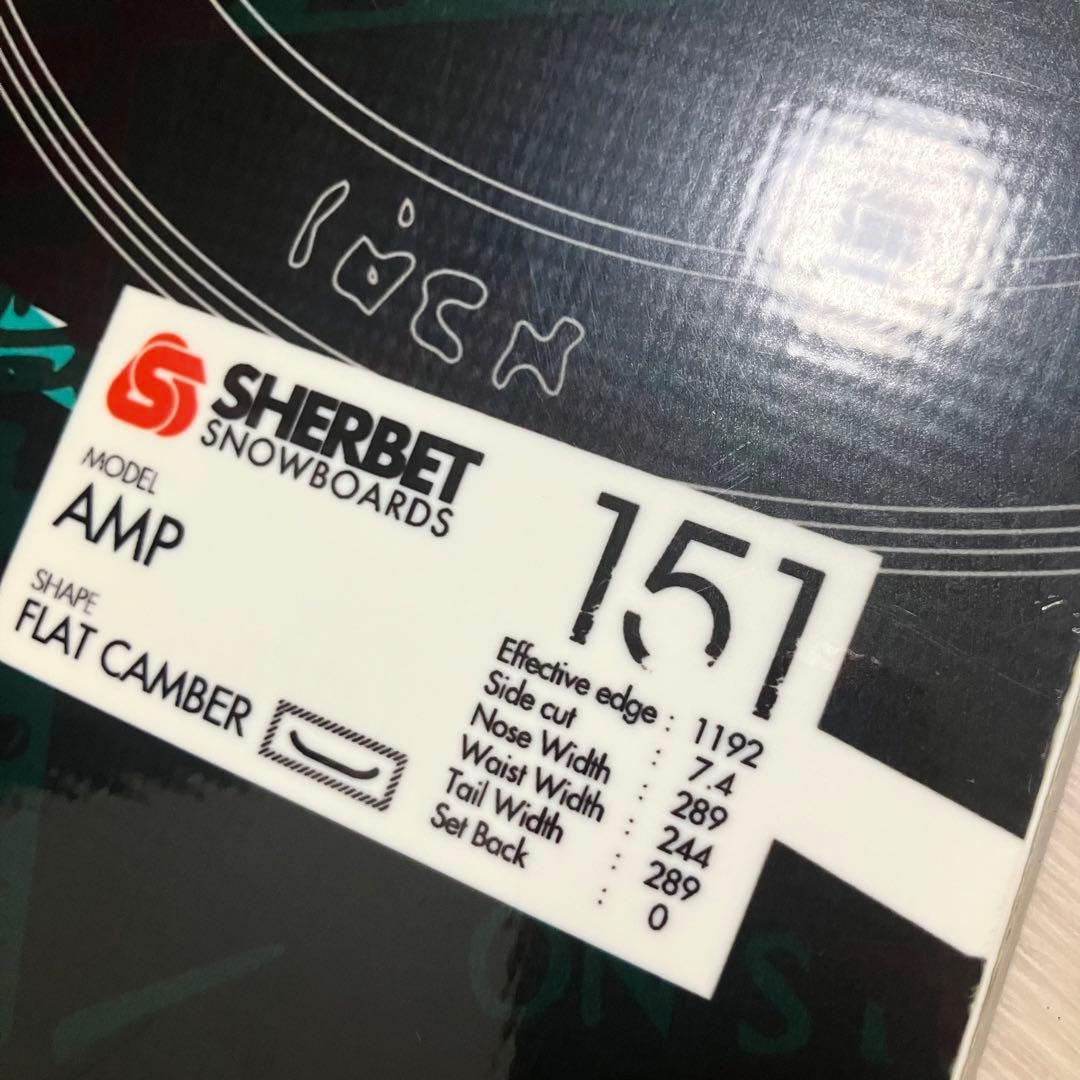 SHERBET
SNOWBOARDS
MODEL
AMP
SHAPE
FLAT CAMBER
151
Effective edge : 1192
Side cut : 7.4
Nose Width : 289
Waist Width : 244
Tail Width : 289
Set Back : 0